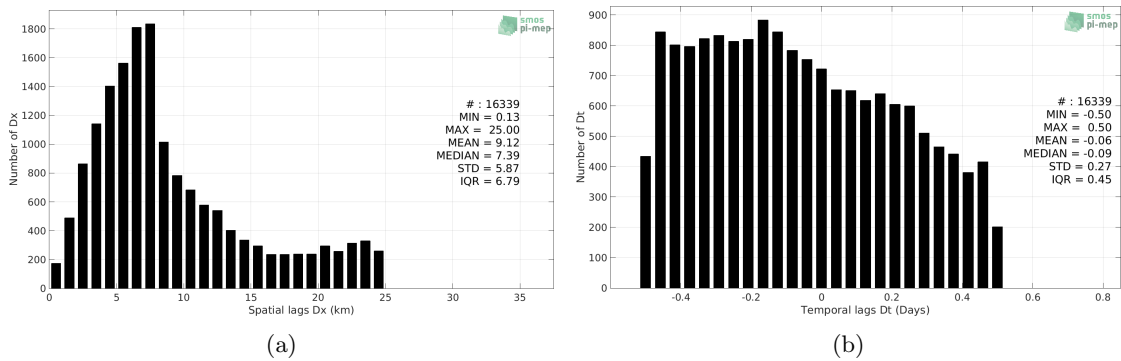 1800
1600
1400
1200
1000
800
600
400
200
0
Number of Dx
0 5 10 15 20 25 30 35
Spatial lags Dx (km)
smos
pi-mep
# : 16339
MIN = 0.13
MAX = 25.00
MEAN = 9.12
MEDIAN = 7.39
STD = 5.87
IQR = 6.79
(a)
900
800
700
600
500
400
300
200
100
0
Number of Dt
-0.4 -0.2 0 0.2 0.4 0.6 0.8
Temporal lags Dt (Days)
smos
pi-mep
# : 16339
MIN = -0.50
MAX = 0.50
MEAN = -0.06
MEDIAN = -0.09
STD = 0.27
IQR = 0.45
(b)